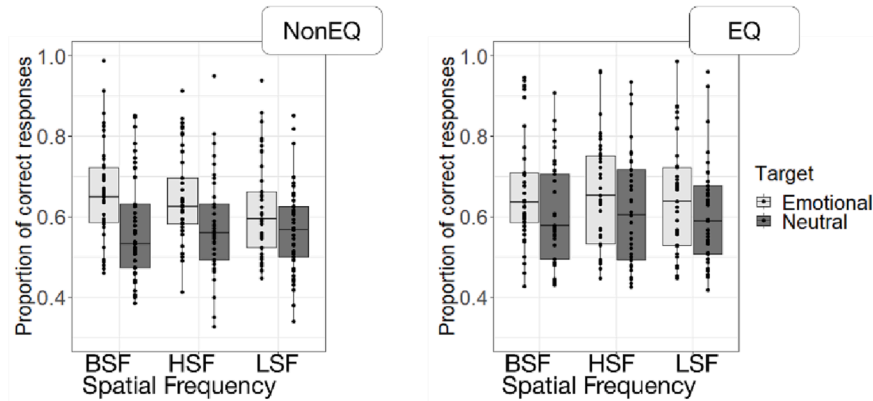 NonEQ
Proportion of correct responses
1.0
0.8
0.6
0.4
BSF HSF LSF
Spatial Frequency
EQ
Proportion of correct responses
1.0
0.8
0.6
0.4
BSF HSF LSF
Spatial Frequency
Target
Emotional
Neutral